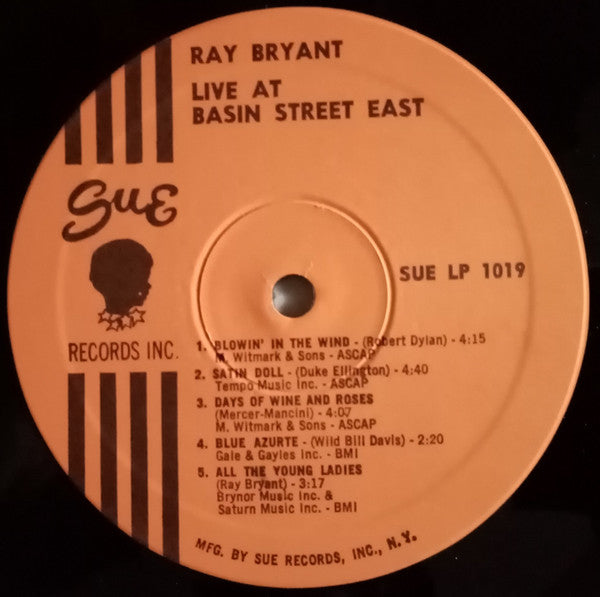 RAY BRYANT
LIVE AT
BASIN STREET EAST
Sue
RECORDS INC.
SUE LP 1019
1. BLOWIN' IN THE WIND - (Robert Dylan) - 4:15
M. Witmark & Sons - ASCAP
2. SATIN DOLL - (Duke Ellington) - 4:40
Tempo Music Inc. - ASCAP
3. DAYS OF WINE AND ROSES
(Mercer-Mancini) - 4:07
M. Witmark & Sons - ASCAP
4. BLUE AZURTE - (Wild Bill Davis) - 2:20
Gale & Gayles Inc. - BMI
5. ALL THE YOUNG LADIES
(Ray Bryant) - 3:17
Brynor Music Inc. &
Saturn Music Inc. - BMI
MFG. BY SUE RECORDS, INC., N.Y.